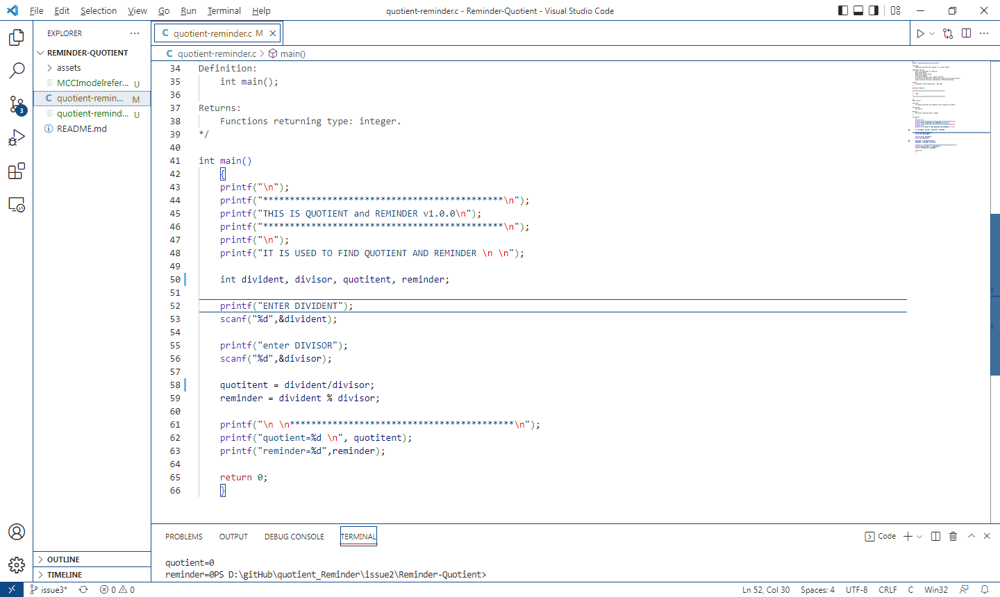 File Edit Selection View Go Run Terminal Help quotient-reminder.c - Reminder-Quotient - Visual Studio Code
EXPLORER ···
REMINDER-QUOTIENT
assets
MCCImodelrefer... U
quotient-remin... M
quotient-remind... U
README.md
3
OUTLINE
TIMELINE
C quotient-reminder.c M
C quotient-reminder.c > main()
34 Definition:
35 int main();
36
37 Returns:
38 Functions returning type: integer.
39 */
40
41 int main()
42 {
43 printf("\n");
44 printf("*********************************************\n");
45 printf("THIS IS QUOTIENT and REMINDER v1.0.0\n");
46 printf("*********************************************\n");
47 printf("\n");
48 printf("IT IS USED TO FIND QUOTIENT AND REMINDER \n \n");
49
50 int divident, divisor, quotitent, reminder;
51
52 printf("ENTER DIVIDENT");
53 scanf("%d",&divident);
54
55 printf("enter DIVISOR");
56 scanf("%d",&divisor);
57
58 quotitent = divident/divisor;
59 reminder = divident % divisor;
60
61 printf("\n \n******************************************\n");
62 printf("quotient=%d \n", quotitent);
63 printf("reminder=%d",reminder);
64
65 return 0;
66 }
PROBLEMS OUTPUT DEBUG CONSOLE TERMINAL Code
quotient=0
reminder=0PS D:\gitHub\quotient_Reminder\issue2\Reminder-Quotient>
issue3* 0 0 Ln 52, Col 30 Spaces: 4 UTF-8 CRLF C Win32